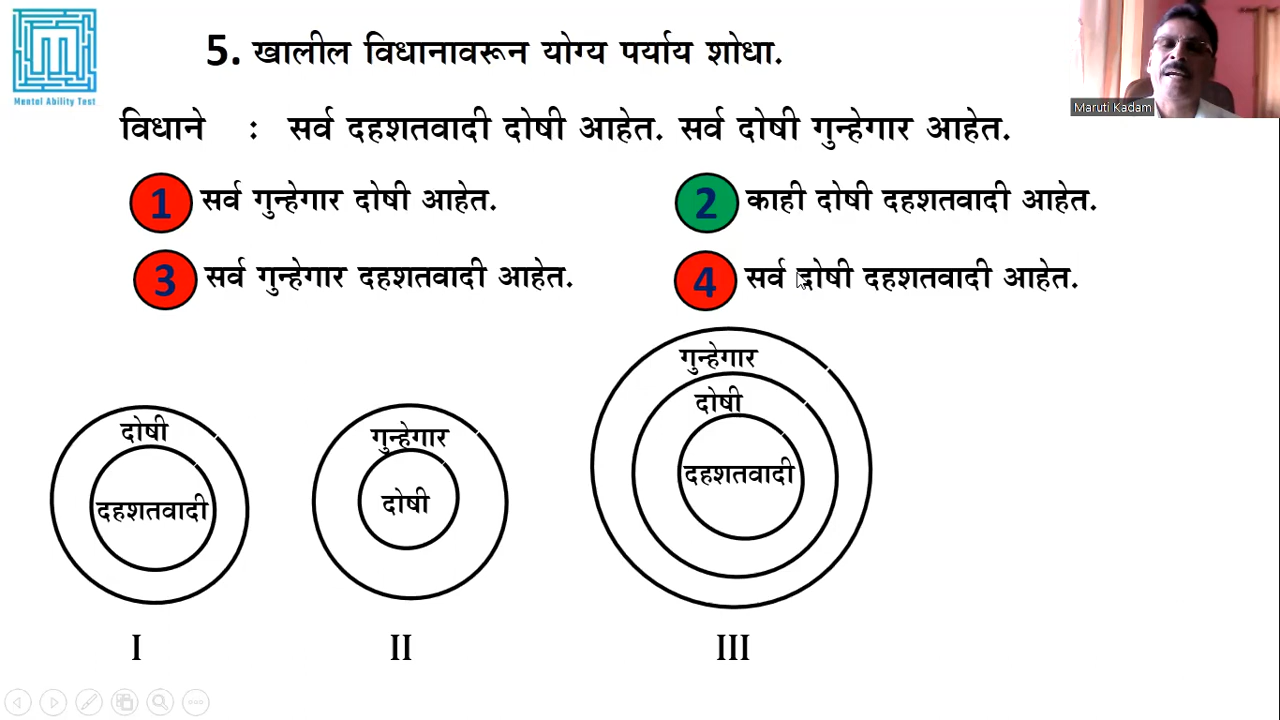 Mental Ability Test
5. खालील विधानावरून योग्य पर्याय शोधा.
Maruti Kadam
विधाने : सर्व दहशतवादी दोषी आहेत. सर्व दोषी गुन्हेगार आहेत.
1 सर्व गुन्हेगार दोषी आहेत.
2 काही दोषी दहशतवादी आहेत.
3 सर्व गुन्हेगार दहशतवादी आहेत.
4 सर्व दोषी दहशतवादी आहेत.
दोषी
दहशतवादी
I
गुन्हेगार
दोषी
II
गुन्हेगार
दोषी
दहशतवादी
III